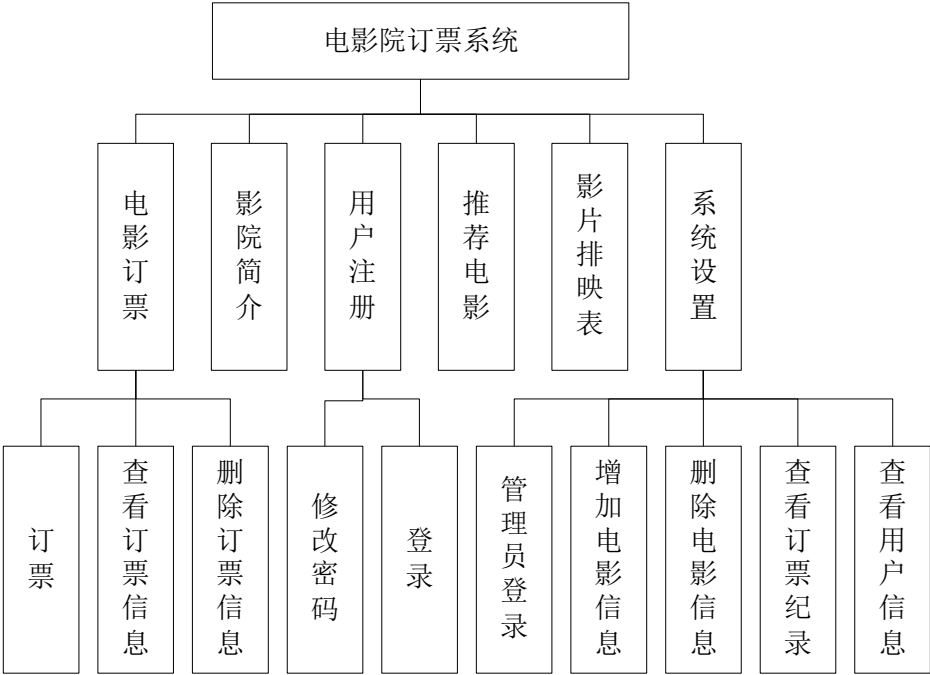 电影院订票系统
电影订票
影院简介
用户注册
推荐电影
影片排映表
系统设置
订票
查看订票信息
删除订票信息
修改密码
登录
管理员登录
增加电影信息
删除电影信息
查看订票纪录
查看用户信息